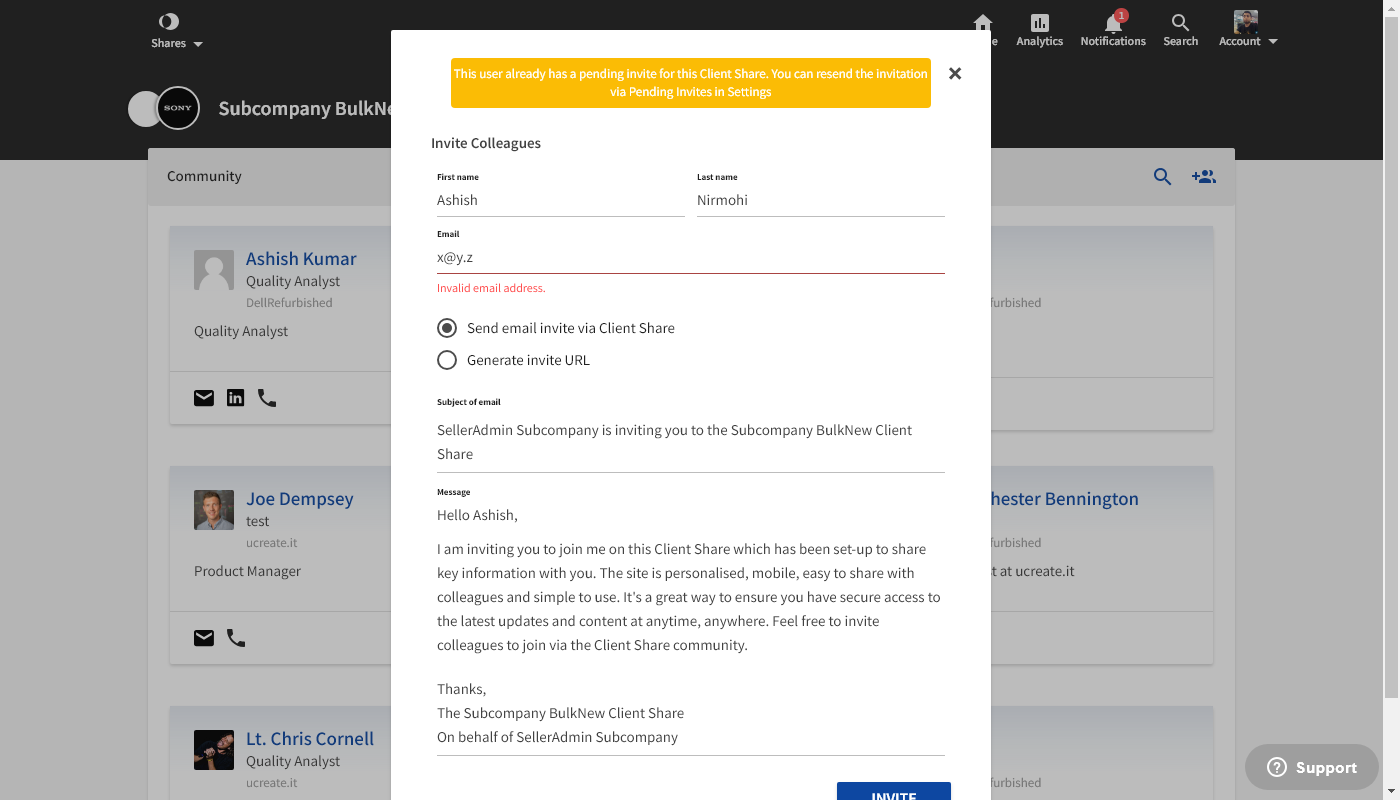 Shares
e
Analytics
1
Notifications
Search
Account
SONY
Subcompany BulkNe
This user already has a pending invite for this Client Share. You can resend the invitation
via Pending Invites in Settings
Invite Colleagues
Community
First name
Last name
Ashish
Nirmohi
Email
x@y.z
Invalid email address.
Send email invite via Client Share
Generate invite URL
Subject of email
SellerAdmin Subcompany is inviting you to the Subcompany BulkNew Client
Share
Message
Hello Ashish,
I am inviting you to join me on this Client Share which has been set-up to share
key information with you. The site is personalised, mobile, easy to share with
colleagues and simple to use. It's a great way to ensure you have secure access to
the latest updates and content at anytime, anywhere. Feel free to invite
colleagues to join via the Client Share community.
Thanks,
The Subcompany BulkNew Client Share
On behalf of SellerAdmin Subcompany
INVITE
Ashish Kumar
Quality Analyst
DellRefurbished
Quality Analyst
in
furbished
Joe Dempsey
test
ucreate.it
Product Manager
hester Bennington
furbished
t at ucreate.it
Lt. Chris Cornell
Quality Analyst
ucreate.it
furbished
? Support